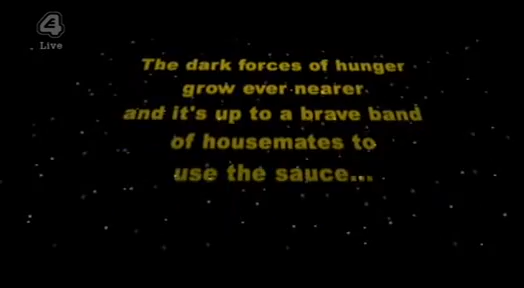 4
Live
The dark forces of hunger
grow ever nearer
and it's up to a brave band
of housemates to
use the sauce...